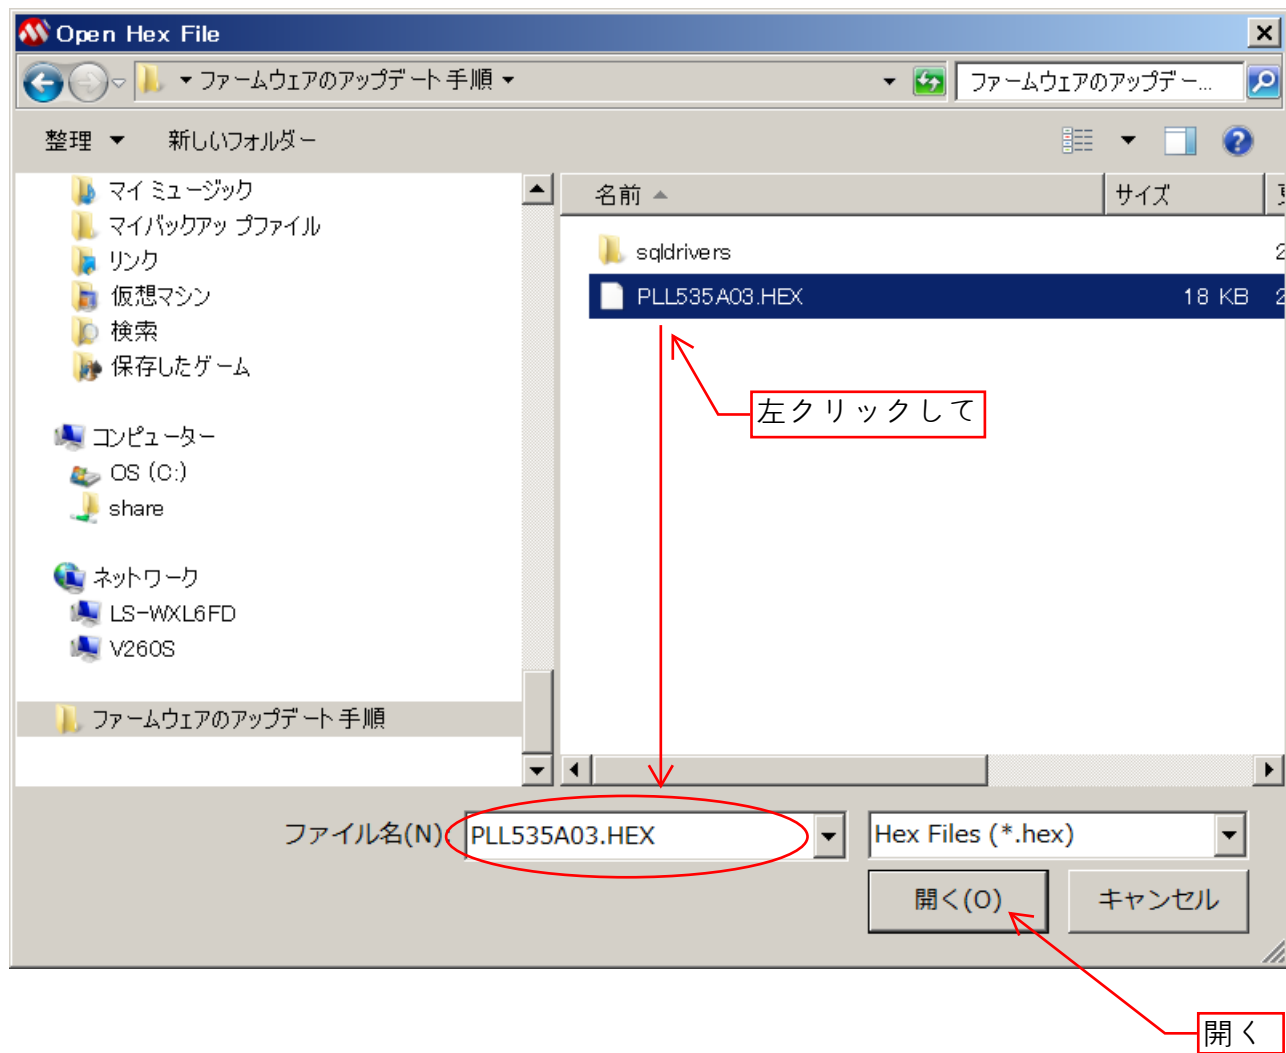 Open Hex File
ファームウェアのアップデート手順
ファームウェアのアップデー...
整理 新しいフォルダー
マイ ミュージック
マイバックアップファイル
リンク
仮想マシン
検索
保存したゲーム
コンピューター
OS (C:)
share
ネットワーク
LS-WXL6FD
V260S
ファームウェアのアップデート手順
名前 サイズ
sqldrivers 2
PLL535A03.HEX 18 KB 2
左クリックして
ファイル名(N): PLL535A03.HEX Hex Files (*.hex)
開く(O) キャンセル
開く